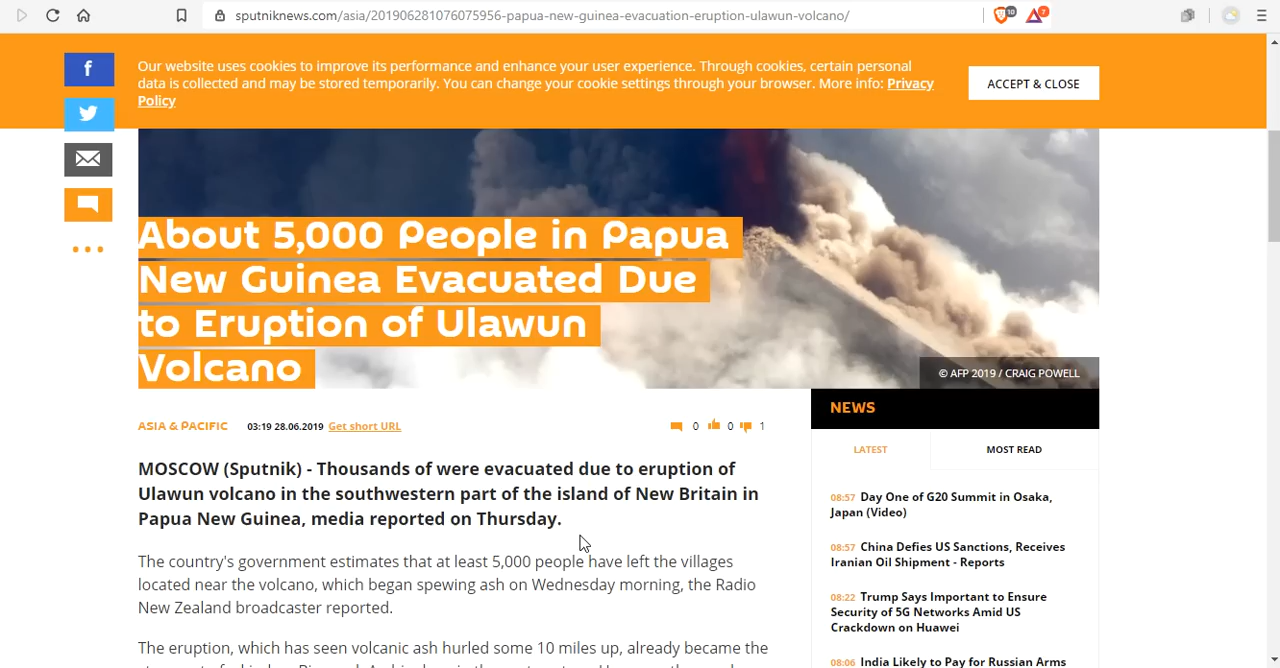 sputniknews.com/asia/201906281076075956-papua-new-guinea-evacuation-eruption-ulawun-volcano/
10
7
Our website uses cookies to improve its performance and enhance your user experience. Through cookies, certain personal
data is collected and may be stored temporarily. You can change your cookie settings through your browser. More info: Privacy
Policy
ACCEPT & CLOSE
f
About 5,000 People in Papua
New Guinea Evacuated Due
to Eruption of Ulawun
Volcano
© AFP 2019 / CRAIG POWELL
ASIA & PACIFIC
03:19 28.06.2019 Get short URL
0 0 1
MOSCOW (Sputnik) - Thousands of were evacuated due to eruption of
Ulawun volcano in the southwestern part of the island of New Britain in
Papua New Guinea, media reported on Thursday.
The country's government estimates that at least 5,000 people have left the villages
located near the volcano, which began spewing ash on Wednesday morning, the Radio
New Zealand broadcaster reported.
The eruption, which has seen volcanic ash hurled some 10 miles up, already became the
NEWS
LATEST
MOST READ
08:57 Day One of G20 Summit in Osaka,
Japan (Video)
08:57 China Defies US Sanctions, Receives
Iranian Oil Shipment - Reports
08:22 Trump Says Important to Ensure
Security of 5G Networks Amid US
Crackdown on Huawei
08:06 India Likely to Pay for Russian Arms